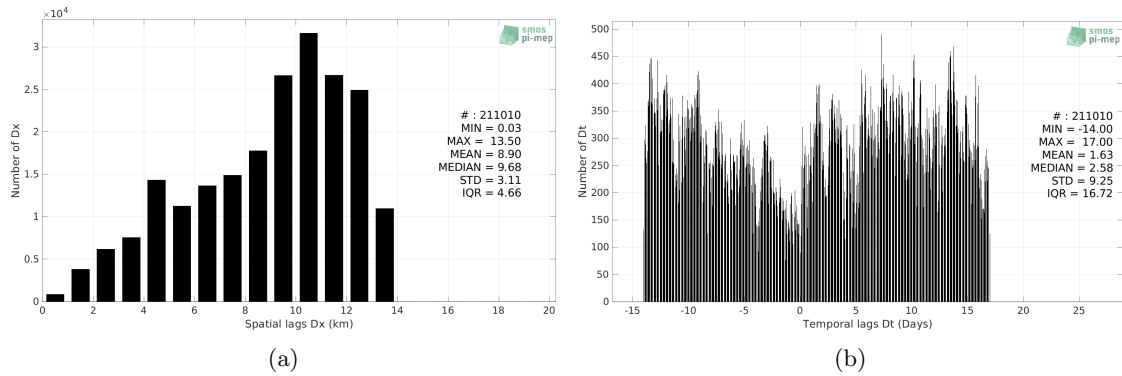 ×10^4
3
2.5
2
1.5
1
0.5
0
0 2 4 6 8 10 12 14 16 18 20
Number of Dx
Spatial lags Dx (km)
smos
pi-mep
# : 211010
MIN = 0.03
MAX = 13.50
MEAN = 8.90
MEDIAN = 9.68
STD = 3.11
IQR = 4.66
(a)
500
450
400
350
300
250
200
150
100
50
0
-15 -10 -5 0 5 10 15 20 25
Number of Dt
Temporal lags Dt (Days)
smos
pi-mep
# : 211010
MIN = -14.00
MAX = 17.00
MEAN = 1.63
MEDIAN = 2.58
STD = 9.25
IQR = 16.72
(b)